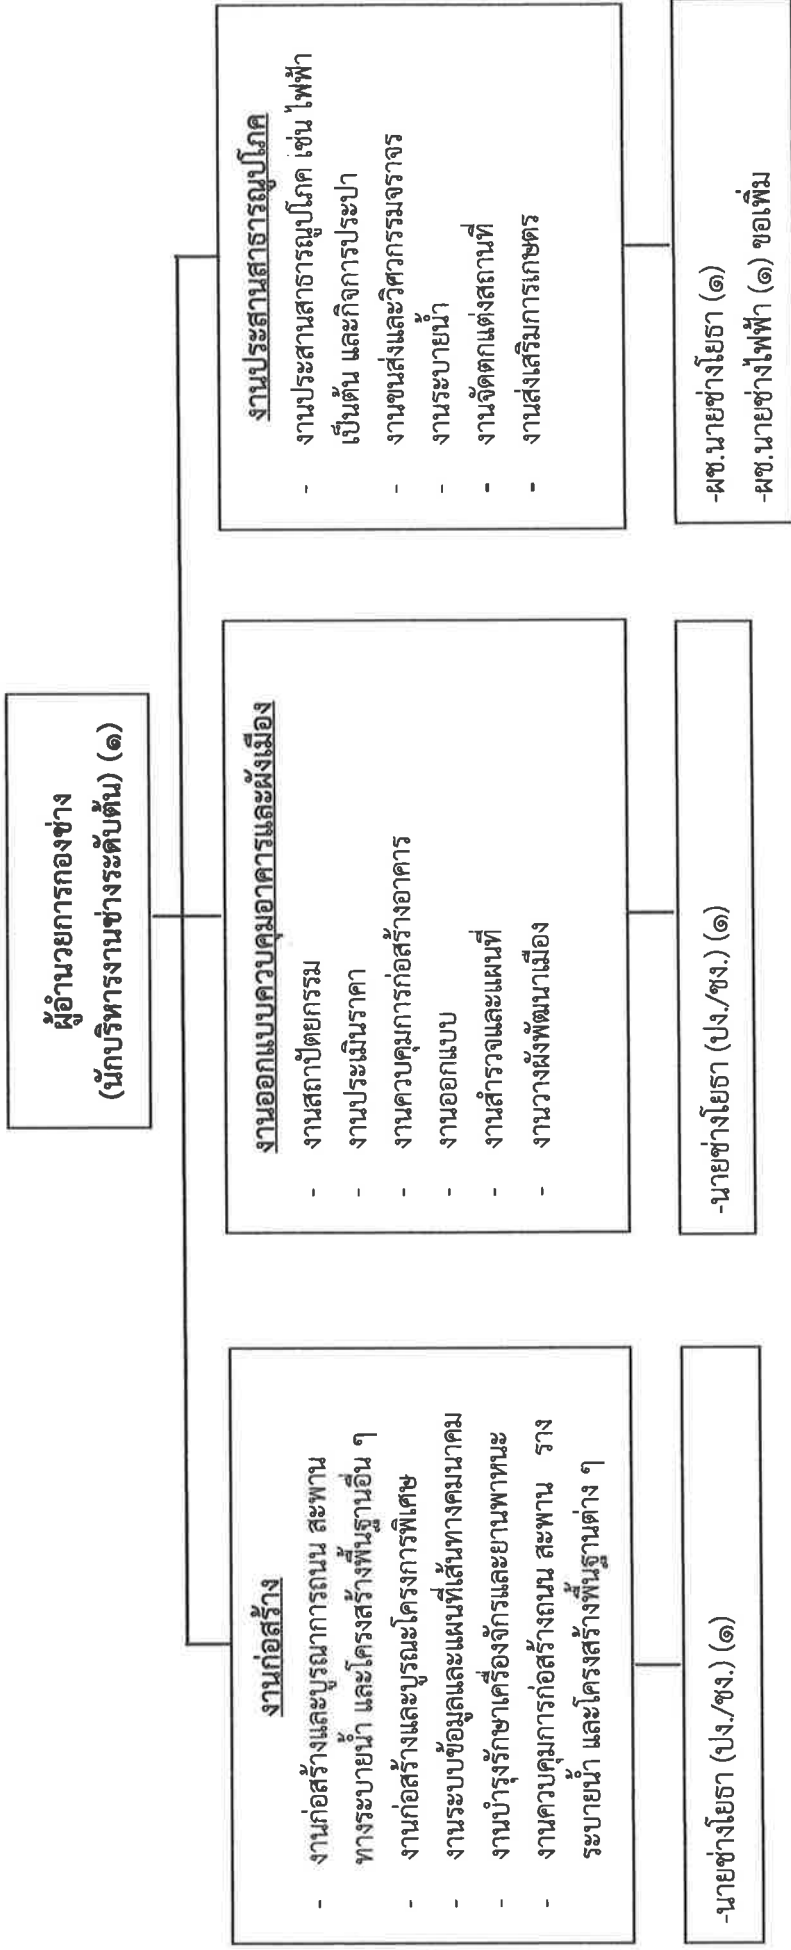 ผู้อำนวยการกองช่าง
(นักบริหารงานช่างระดับต้น) (๑)
งานก่อสร้าง
- งานก่อสร้างและบูรณาการถนน สะพาน
ทางระบายน้ำ และโครงสร้างพื้นฐานอื่น ๆ
- งานก่อสร้างและบูรณะโครงการพิเศษ
- งานระบบข้อมูลและแผนที่เส้นทางคมนาคม
- งานบำรุงรักษาเครื่องจักรและยานพาหนะ
- งานควบคุมการก่อสร้างถนน สะพาน ราง
ระบายน้ำ และโครงสร้างพื้นฐานต่าง ๆ
-นายช่างโยธา (ปง./ชง.) (๑)
งานออกแบบควบคุมอาคารและผังเมือง
- งานสถาปัตยกรรม
- งานประเมินราคา
- งานควบคุมการก่อสร้างอาคาร
- งานออกแบบ
- งานสำรวจและแผนที่
- งานวางผังพัฒนาเมือง
-นายช่างโยธา (ปง./ชง.) (๑)
งานประสานสาธารณูปโภค
- งานประสานสาธารณูปโภค เช่น ไฟฟ้า
เป็นต้น และกิจการประปา
- งานขนส่งและวิศวกรรมจราจร
- งานระบายน้ำ
- งานจัดตกแต่งสถานที่
- งานส่งเสริมการเกษตร
-ผช.นายช่างโยธา (๑)
-ผช.นายช่างไฟฟ้า (๑) ขอเพิ่ม